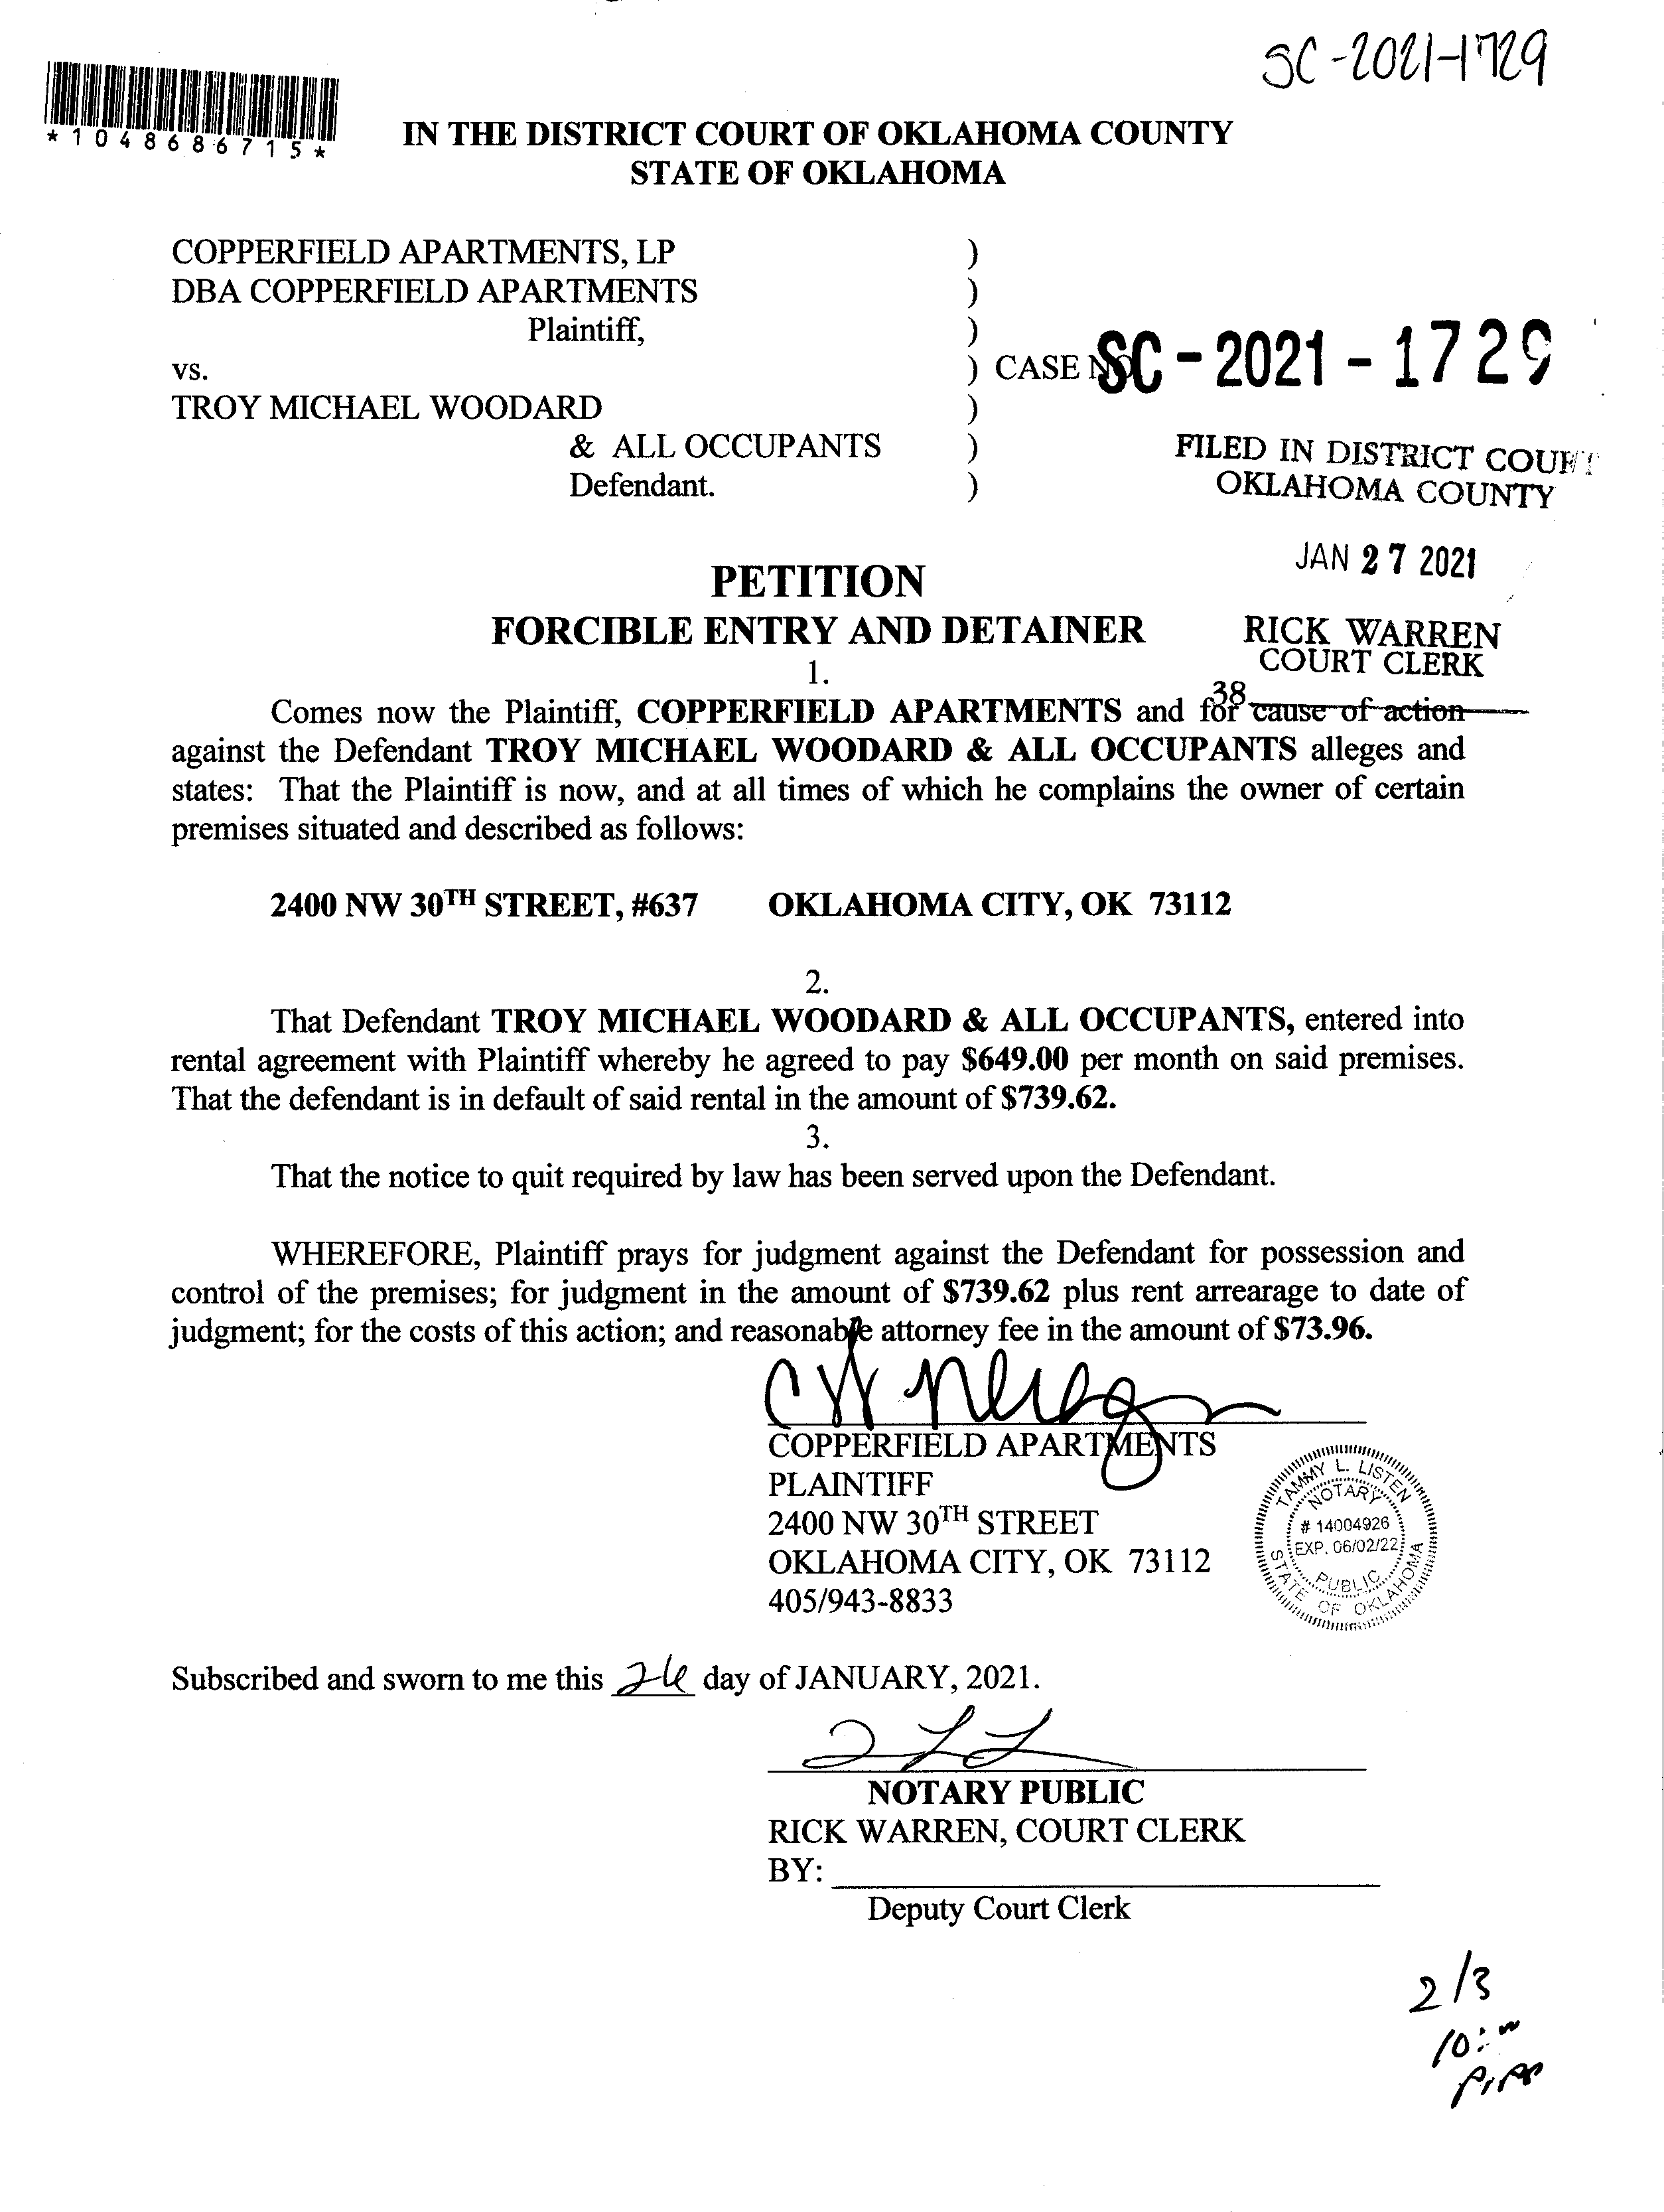 SC-2021-1729
*1048686715*
IN THE DISTRICT COURT OF OKLAHOMA COUNTY
STATE OF OKLAHOMA
COPPERFIELD APARTMENTS, LP )
DBA COPPERFIELD APARTMENTS )
Plaintiff, )
vs. ) CASE NO SC-2021-1729
TROY MICHAEL WOODARD )
& ALL OCCUPANTS )
Defendant. )
FILED IN DISTRICT COURT
OKLAHOMA COUNTY
JAN 27 2021
RICK WARREN
COURT CLERK
38
PETITION
FORCIBLE ENTRY AND DETAINER
1.
Comes now the Plaintiff, COPPERFIELD APARTMENTS and for cause of action
against the Defendant TROY MICHAEL WOODARD & ALL OCCUPANTS alleges and
states: That the Plaintiff is now, and at all times of which he complains the owner of certain
premises situated and described as follows:
2400 NW 30TH STREET, #637 OKLAHOMA CITY, OK 73112
2.
That Defendant TROY MICHAEL WOODARD & ALL OCCUPANTS, entered into
rental agreement with Plaintiff whereby he agreed to pay $649.00 per month on said premises.
That the defendant is in default of said rental in the amount of $739.62.
3.
That the notice to quit required by law has been served upon the Defendant.
WHEREFORE, Plaintiff prays for judgment against the Defendant for possession and
control of the premises; for judgment in the amount of $739.62 plus rent arrearage to date of
judgment; for the costs of this action; and reasonable attorney fee in the amount of $73.96.
COPPERFIELD APARTMENTS
PLAINTIFF
2400 NW 30TH STREET
OKLAHOMA CITY, OK 73112
405/943-8833
TAMMY L. LISTEN
NOTARY
# 14004926
EXP. 06/02/22
PUBLIC
STATE OF OKLAHOMA
Subscribed and sworn to me this 26 day of JANUARY, 2021.
NOTARY PUBLIC
RICK WARREN, COURT CLERK
BY:
Deputy Court Clerk
2/3